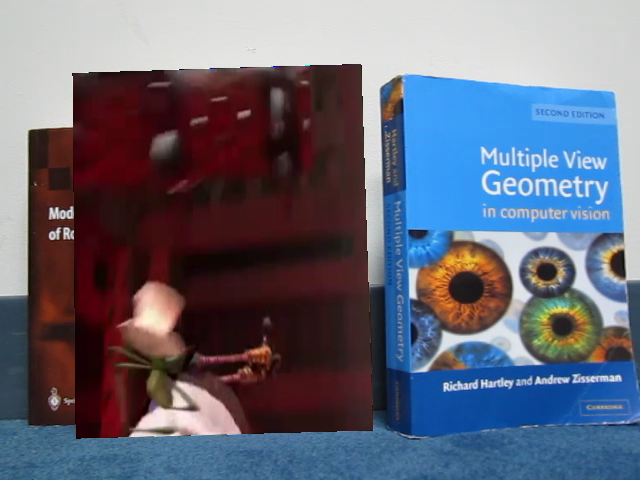 Mod
of Ro
SECOND EDITION
Multiple View
Geometry
in computer vision
Hartley and
Zisserman
Multiple View Geometry
Richard Hartley and Andrew Zisserman
CAMBRIDGE